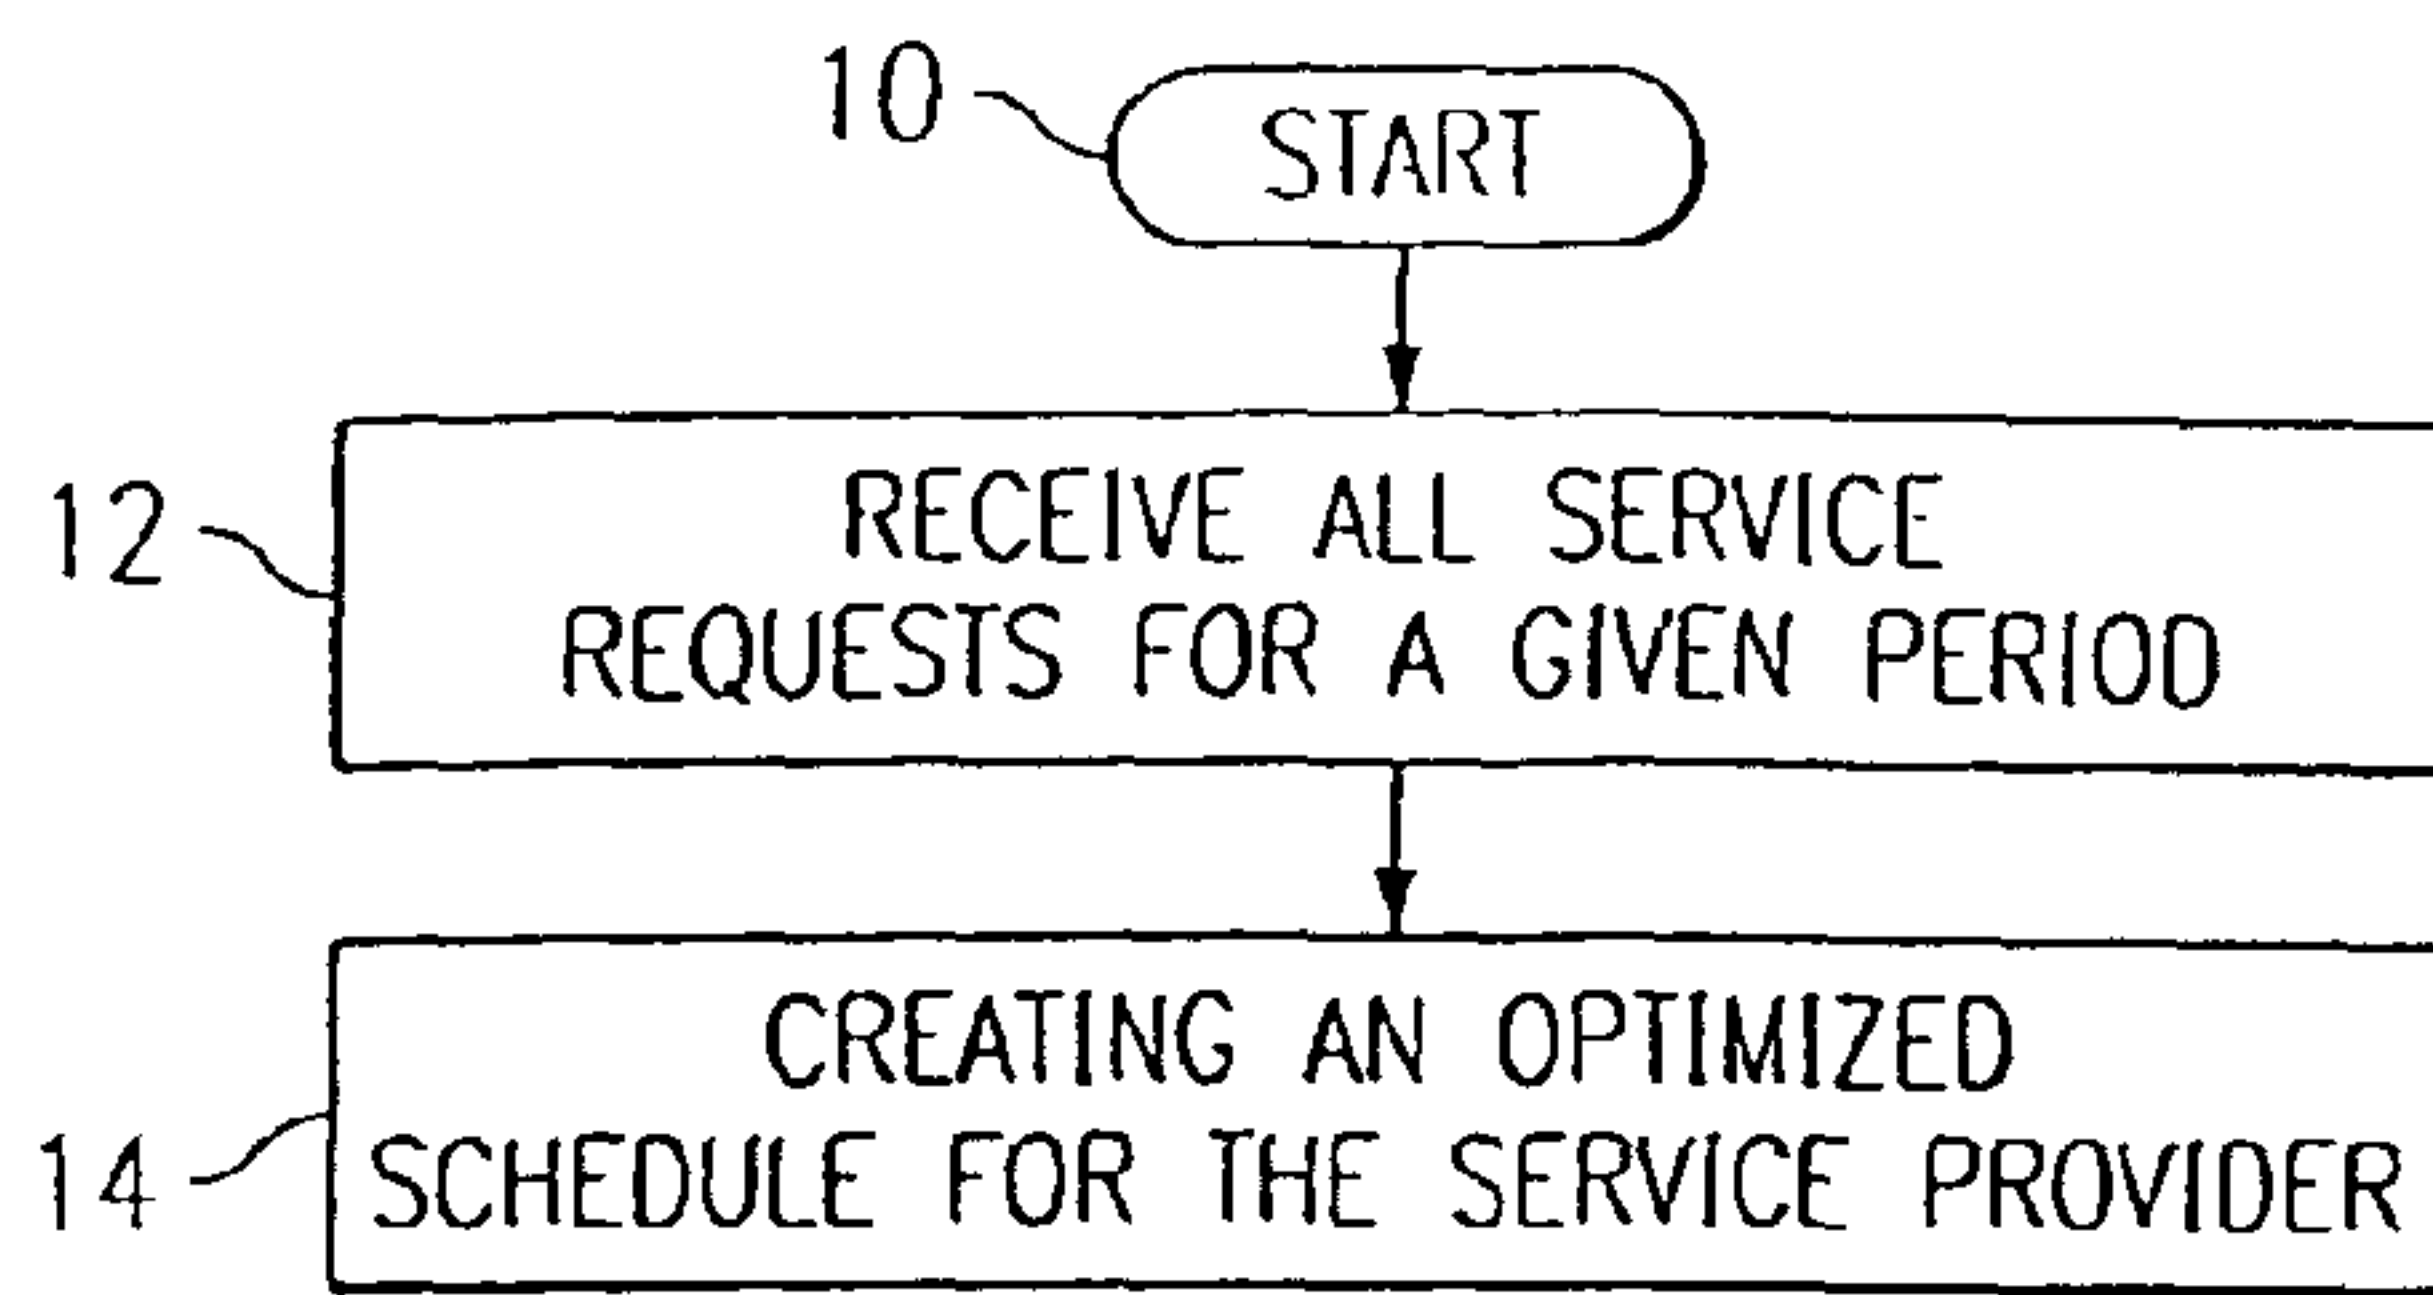 10
START
12
RECEIVE ALL SERVICE
REQUESTS FOR A GIVEN PERIOD
14
CREATING AN OPTIMIZED
SCHEDULE FOR THE SERVICE PROVIDER